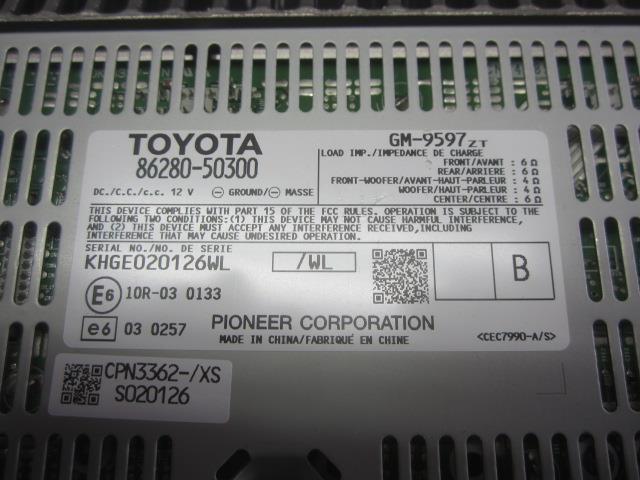 TOYOTA
86280-50300
DC./C.C./c.c. 12 V ⊖ GROUND/⊖ MASSE
GM-9597ZT
LOAD IMP./IMPEDANCE DE CHARGE
FRONT/AVANT : 6Ω
REAR/ARRIERE : 6Ω
FRONT-WOOFER/AVANT-HAUT-PARLEUR : 4Ω
WOOFER/HAUT-PARLEUR : 4Ω
CENTER/CENTRE : 6Ω
THIS DEVICE COMPLIES WITH PART 15 OF THE FCC RULES. OPERATION IS SUBJECT TO THE
FOLLOWING TWO CONDITIONS:(1) THIS DEVICE MAY NOT CAUSE HARMFUL INTERFERENCE,
AND (2) THIS DEVICE MUST ACCEPT ANY INTERFERENCE RECEIVED,INCLUDING
INTERFERENCE THAT MAY CAUSE UNDESIRED OPERATION.
SERIAL NO./NO. DE SERIE
KHGE020126WL
/WL
B
E6 10R-03 0133
e6 03 0257
PIONEER CORPORATION
MADE IN CHINA/FABRIQUÉ EN CHINE
<CEC7990-A/S>
CPN3362-/XS
S020126